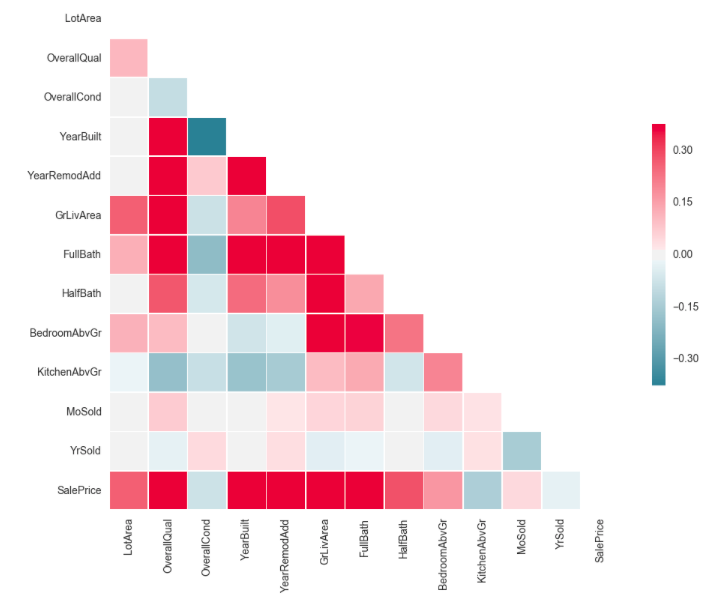 LotArea
OverallQual
OverallCond
YearBuilt
YearRemodAdd
GrLivArea
FullBath
HalfBath
BedroomAbvGr
KitchenAbvGr
MoSold
YrSold
SalePrice
LotArea
OverallQual
OverallCond
YearBuilt
YearRemodAdd
GrLivArea
FullBath
HalfBath
BedroomAbvGr
KitchenAbvGr
MoSold
YrSold
SalePrice
0.30
0.15
0.00
−0.15
−0.30